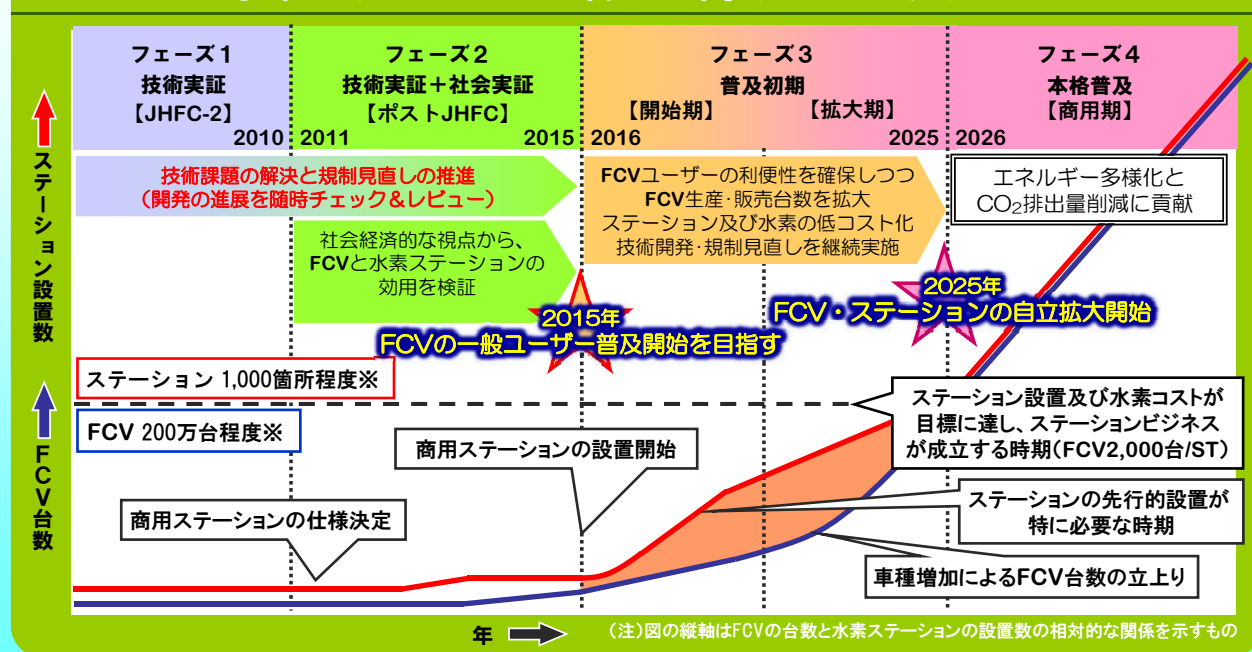 フェーズ1
技術実証
【JHFC-2】
2010
フェーズ2
技術実証＋社会実証
【ポストJHFC】
2011
2015
フェーズ3
普及初期
【開始期】
【拡大期】
2016
2025
フェーズ4
本格普及
【商用期】
2026
技術課題の解決と規制見直しの推進
（開発の進展を随時チェック＆レビュー）
社会経済的な視点から、
FCVと水素ステーションの
効用を検証
FCVユーザーの利便性を確保しつつ
FCV生産・販売台数を拡大
ステーション及び水素の低コスト化
技術開発・規制見直しを継続実施
エネルギー多様化と
CO₂排出量削減に貢献
2015年
FCVの一般ユーザー普及開始を目指す
2025年
FCV・ステーションの自立拡大開始
ステーション設置数
FCV台数
ステーション 1,000箇所程度※
FCV 200万台程度※
商用ステーションの仕様決定
商用ステーションの設置開始
ステーション設置及び水素コストが
目標に達し、ステーションビジネス
が成立する時期（FCV2,000台/ST）
ステーションの先行的設置が
特に必要な時期
車種増加によるFCV台数の立上り
年
（注）図の縦軸はFCVの台数と水素ステーションの設置数の相対的な関係を示すもの